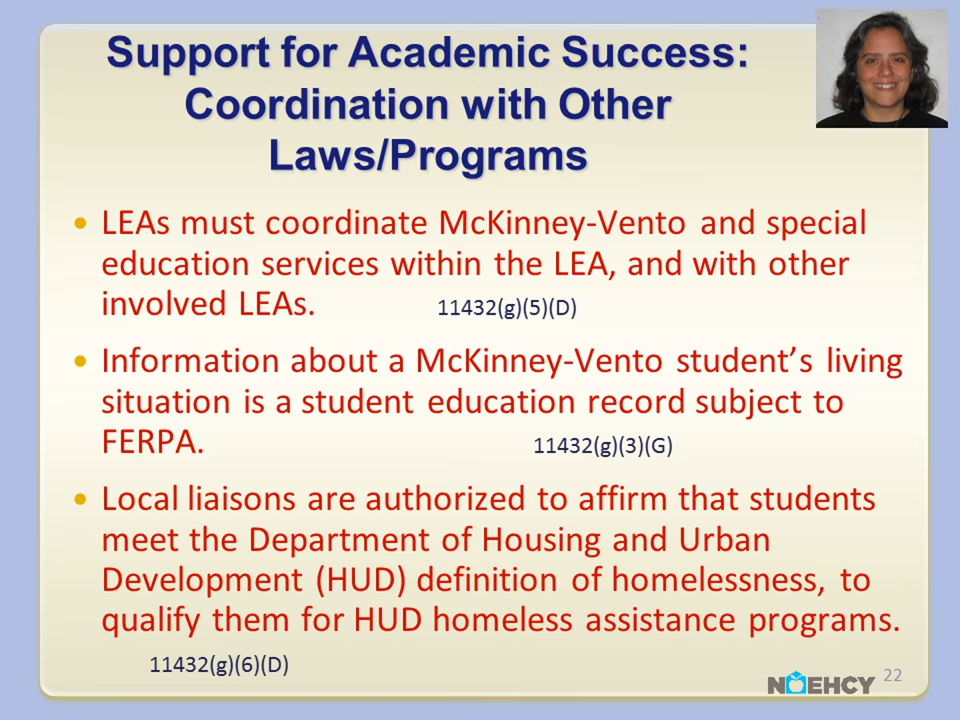 Support for Academic Success:
Coordination with Other
Laws/Programs
• LEAs must coordinate McKinney-Vento and special
education services within the LEA, and with other
involved LEAs. 11432(g)(5)(D)
• Information about a McKinney-Vento student’s living
situation is a student education record subject to
FERPA. 11432(g)(3)(G)
• Local liaisons are authorized to affirm that students
meet the Department of Housing and Urban
Development (HUD) definition of homelessness, to
qualify them for HUD homeless assistance programs.
11432(g)(6)(D)
NAEHCY
22